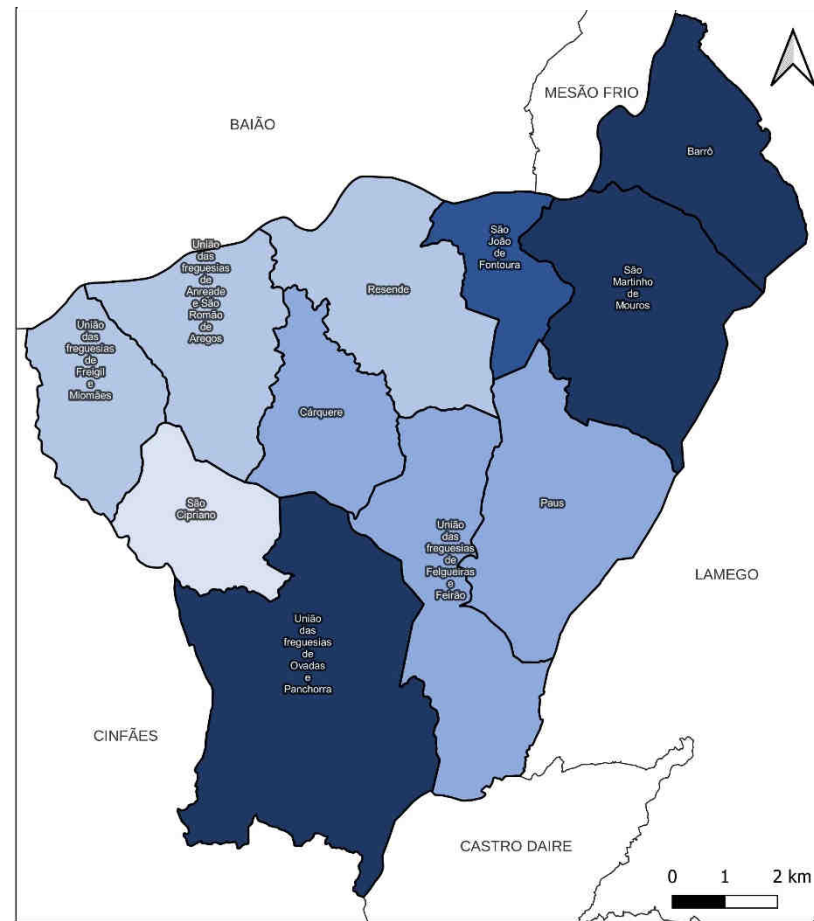 MESÃO FRIO
BAIÃO
Barrô
São
João
de
Fontoura
União
das
freguesias
de
Anreade
e São
Romão
de
Aregos
São
Martinho
de
Mouros
Resende
União
das
freguesias
de
Freigil
e
Miomães
Cárquere
São
Cipriano
Paus
União
das
freguesias
de
Felgueiras
e
Feirão
LAMEGO
União
das
freguesias
de
Ovadas
e
Panchorra
CINFÃES
CASTRO DAIRE
0 1 2 km